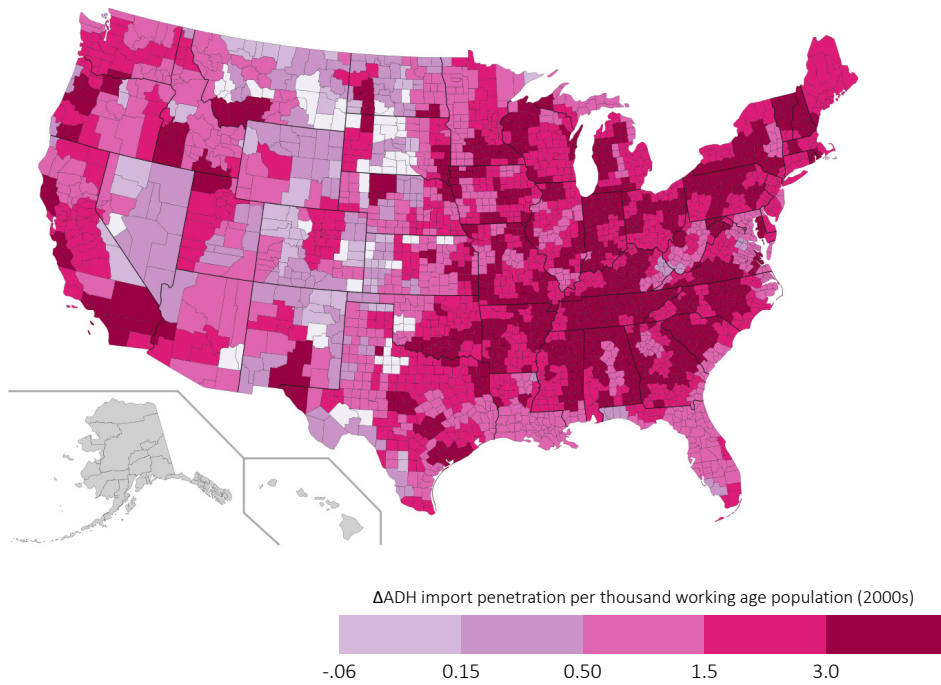 ΔADH import penetration per thousand working age population (2000s)
-.06 0.15 0.50 1.5 3.0